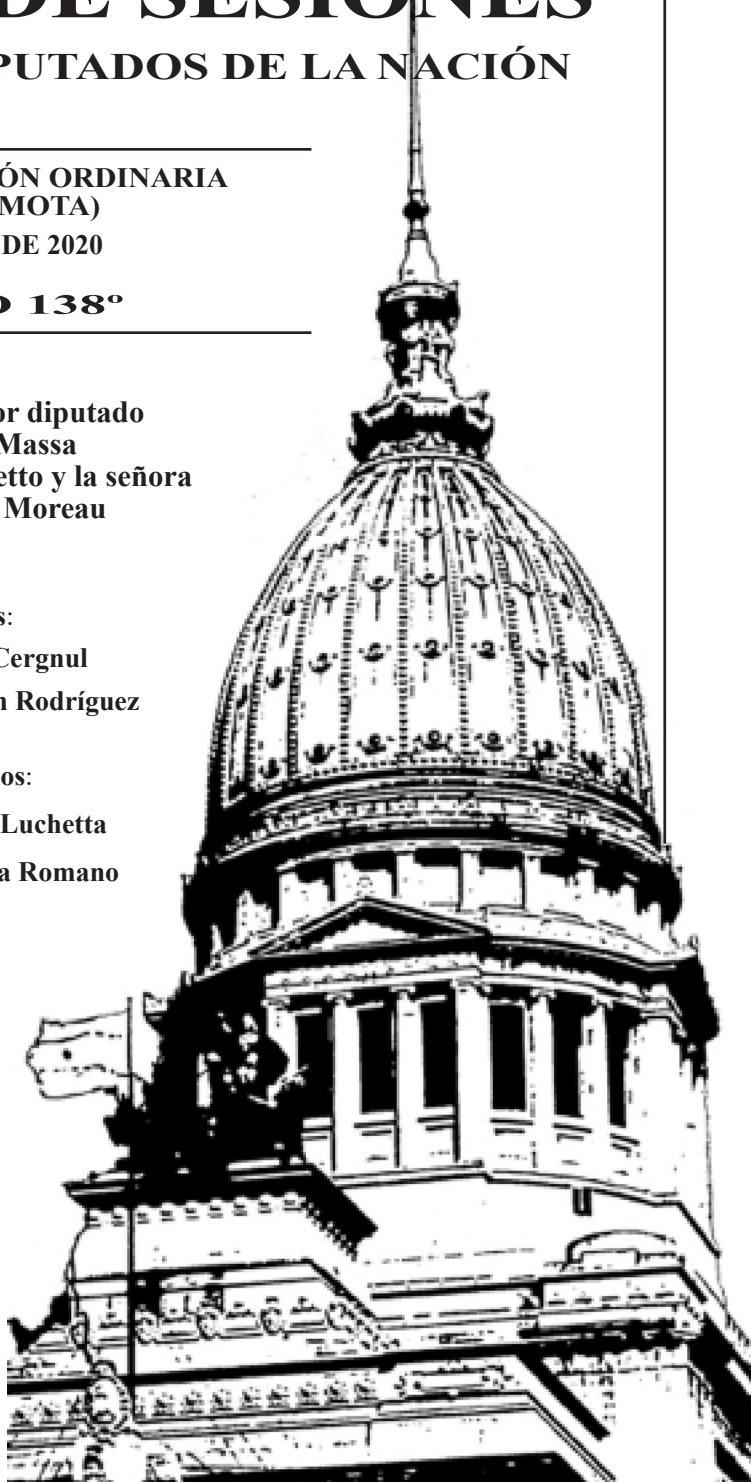 DE SESIONES
PUTADOS DE LA NACIÓN
ÓN ORDINARIA
MOTA)
DE 2020
O 138º
or diputado
Massa
etto y la señora
Moreau
s:
Cergnul
n Rodríguez
os:
Luchetta
a Romano